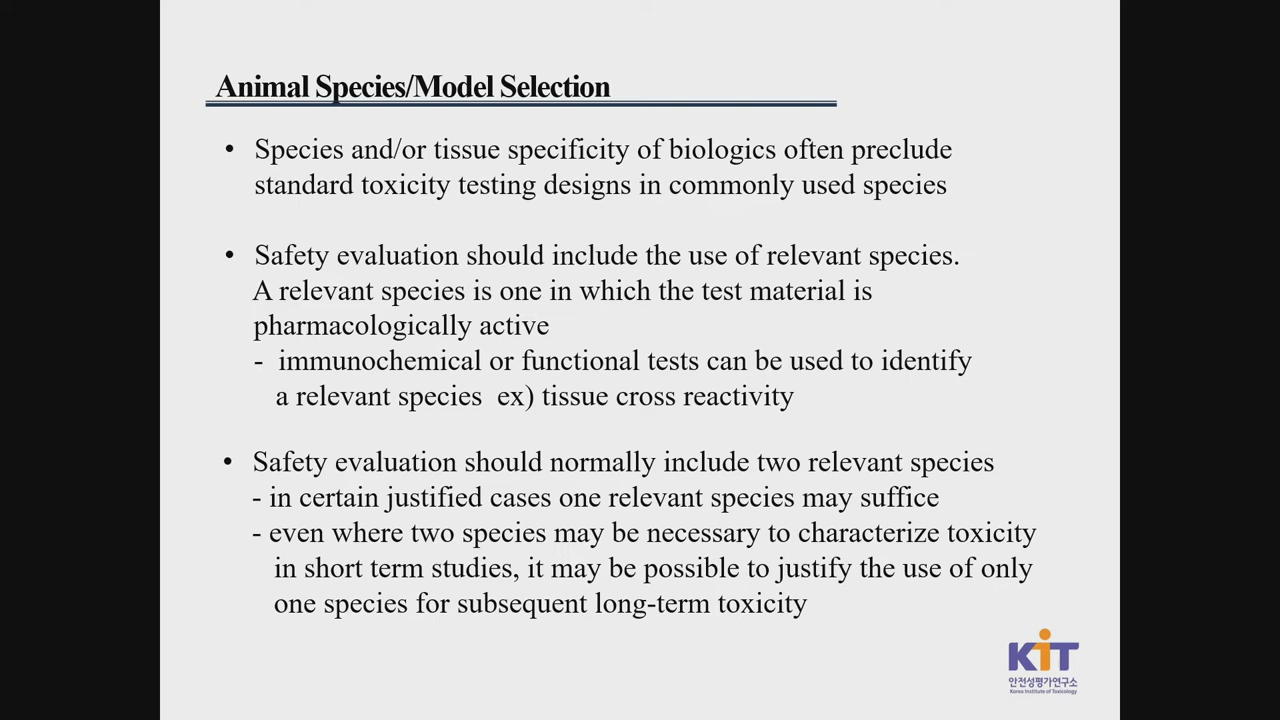 Animal Species/Model Selection
• Species and/or tissue specificity of biologics often preclude
standard toxicity testing designs in commonly used species
• Safety evaluation should include the use of relevant species.
A relevant species is one in which the test material is
pharmacologically active
- immunochemical or functional tests can be used to identify
a relevant species ex) tissue cross reactivity
• Safety evaluation should normally include two relevant species
- in certain justified cases one relevant species may suffice
- even where two species may be necessary to characterize toxicity
in short term studies, it may be possible to justify the use of only
one species for subsequent long-term toxicity
KiT
안전성평가연구소
Korea Institute of Toxicology